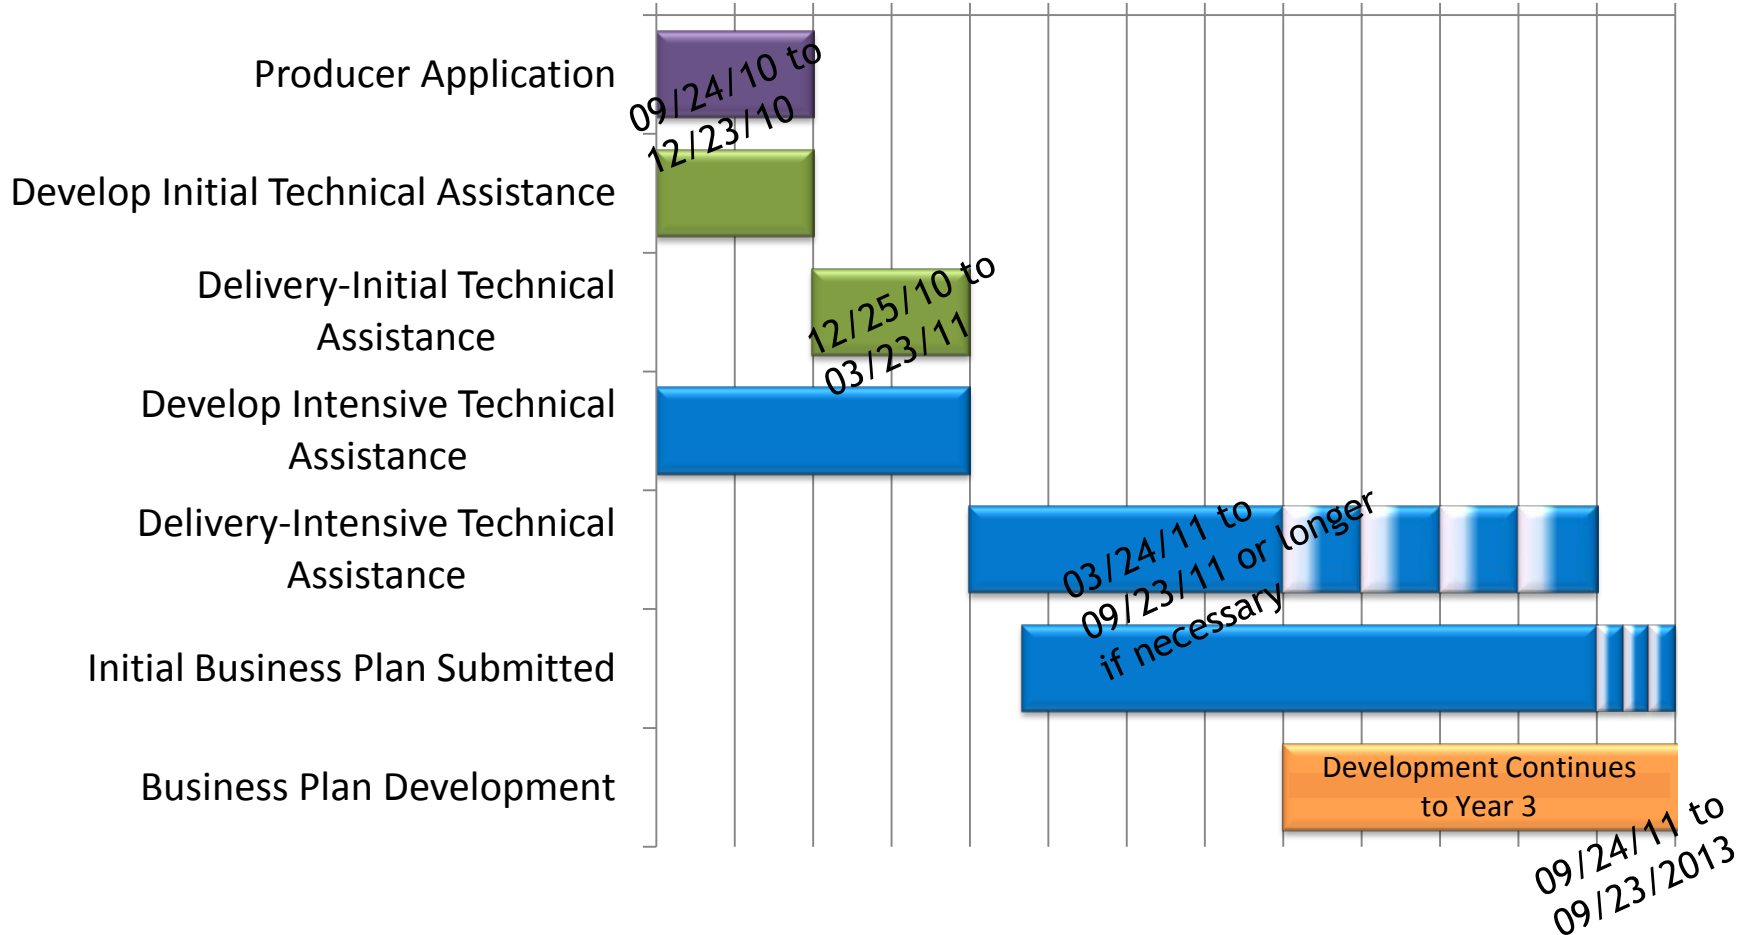 Producer Application
09/24/10 to
12/23/10
Develop Initial Technical Assistance
Delivery-Initial Technical
Assistance
12/25/10 to
03/23/11
Develop Intensive Technical
Assistance
Delivery-Intensive Technical
Assistance
03/24/11 to
09/23/11 or longer
if necessary
Initial Business Plan Submitted
Business Plan Development
Development Continues
to Year 3
09/24/11 to
09/23/2013